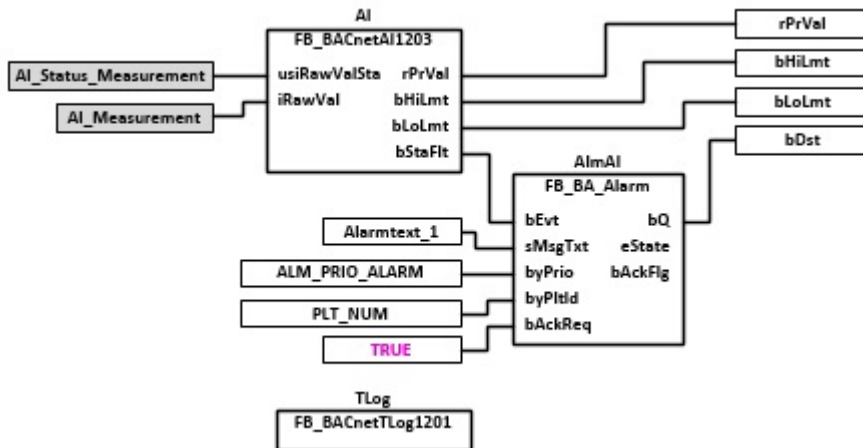 AI
FB_BACnetAI1203
AI_Status_Measurement
usiRawValSta
rPrVal
AI_Measurement
iRawVal
bHiLmt
bLoLmt
bStaFlt
rPrVal
bHiLmt
bLoLmt
bDst
AlmAI
FB_BA_Alarm
bEvt
bQ
Alarmtext_1
sMsgTxt
eState
ALM_PRIO_ALARM
byPrio
bAckFlg
PLT_NUM
byPltId
TRUE
bAckReq
TLog
FB_BACnetTLog1201